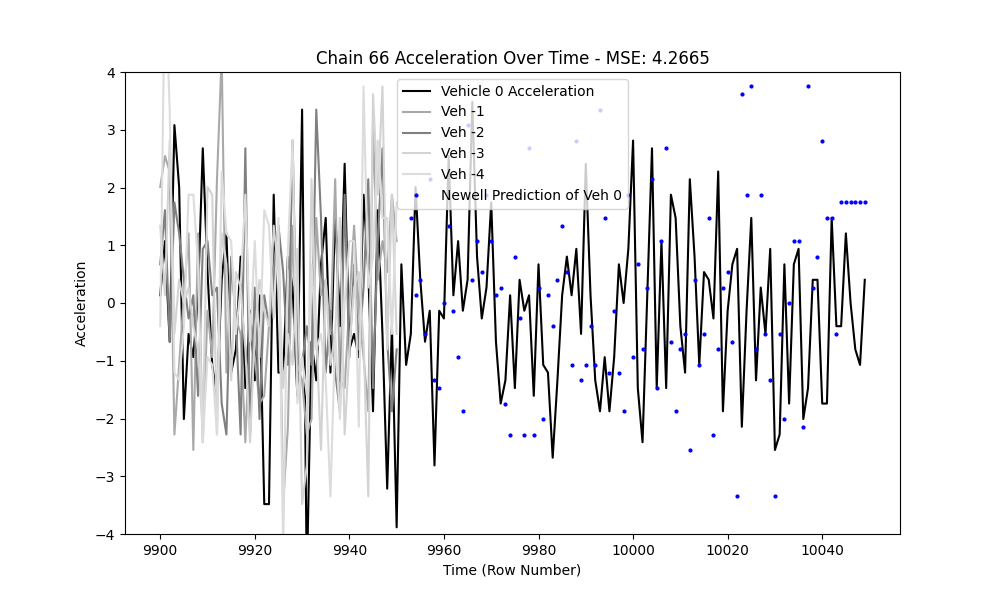 Chain 66 Acceleration Over Time - MSE: 4.2665
Vehicle 0 Acceleration
Veh -1
Veh -2
Veh -3
Veh -4
Newell Prediction of Veh 0
Acceleration
4
3
2
1
0
−1
−2
−3
−4
9900 9920 9940 9960 9980 10000 10020 10040
Time (Row Number)